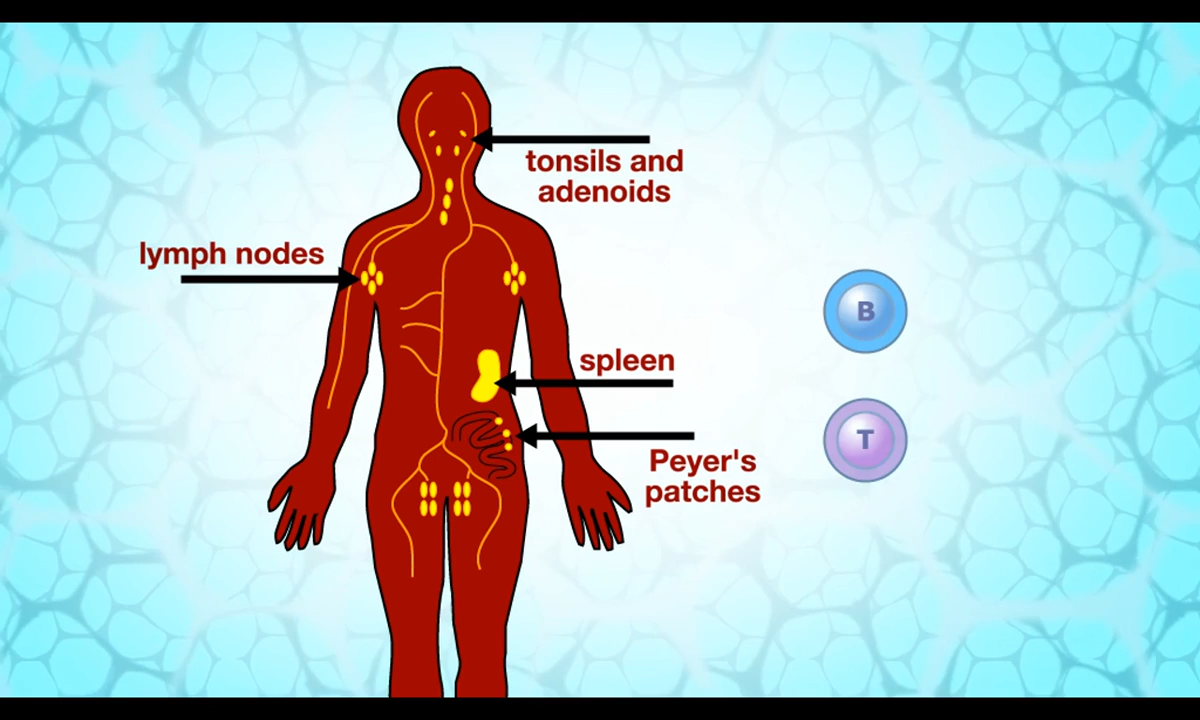 tonsils and
adenoids
lymph nodes
B
spleen
T
Peyer's
patches